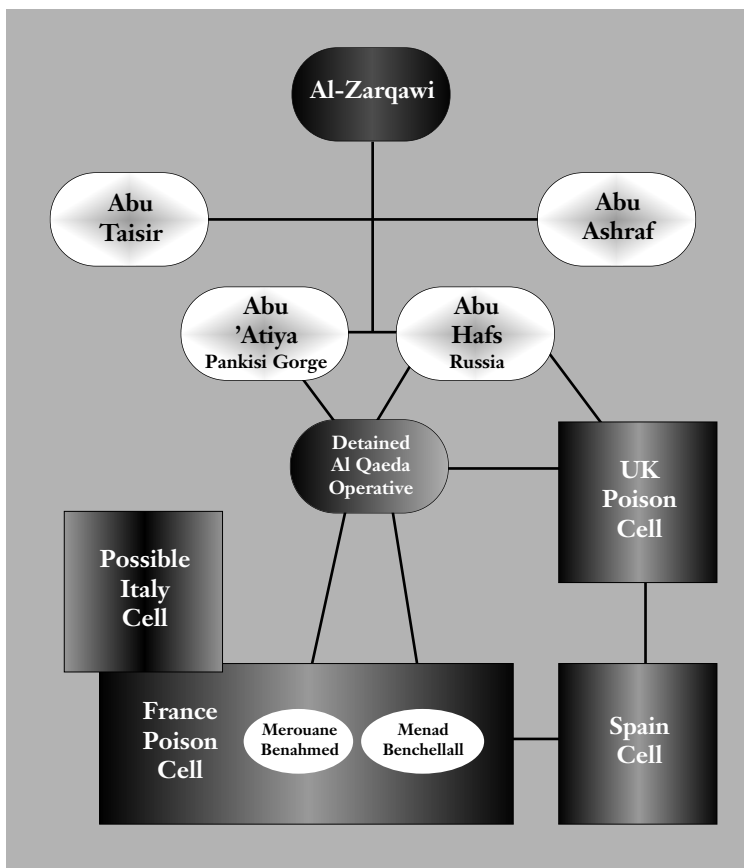 Al-Zarqawi
Abu
Taisir
Abu
Ashraf
Abu
’Atiya
Pankisi Gorge
Abu
Hafs
Russia
Detained
Al Qaeda
Operative
UK
Poison
Cell
Possible
Italy
Cell
France
Poison
Cell
Merouane
Benahmed
Menad
Benchellall
Spain
Cell